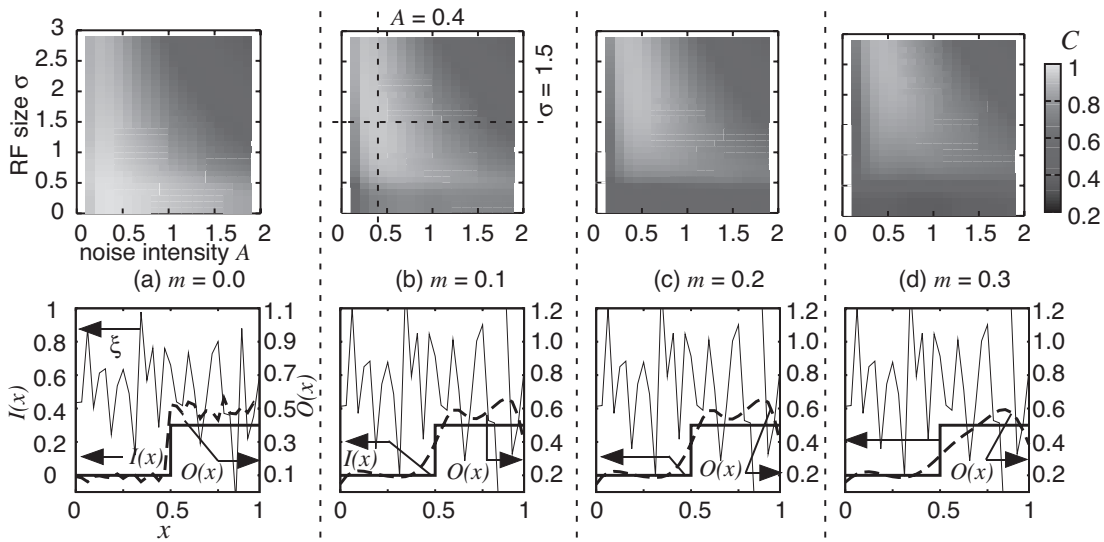 A = 0.4
σ = 1.5
RF size σ
3
2.5
2
1.5
1
0.5
0
0 0.5 1 1.5 2
0 0.5 1 1.5 2
0 0.5 1 1.5 2
0 0.5 1 1.5 2
noise intensity A
C
1
0.8
0.6
0.4
0.2
(a) m = 0.0
(b) m = 0.1
(c) m = 0.2
(d) m = 0.3
I(x)
1
0.8
0.6
0.4
0.2
0
ξ
I(x)
O(x)
1.1
0.9
0.7
0.5
0.4
0.1
O(x)
0 0.5 1
x
I(x)
O(x)
1.2
1.0
0.8
0.6
0.4
0.2
0 0.5 1
O(x)
1.2
1.0
0.8
0.6
0.4
0.2
0 0.5 1
O(x)
1.2
1.0
0.8
0.6
0.4
0.2
0 0.5 1